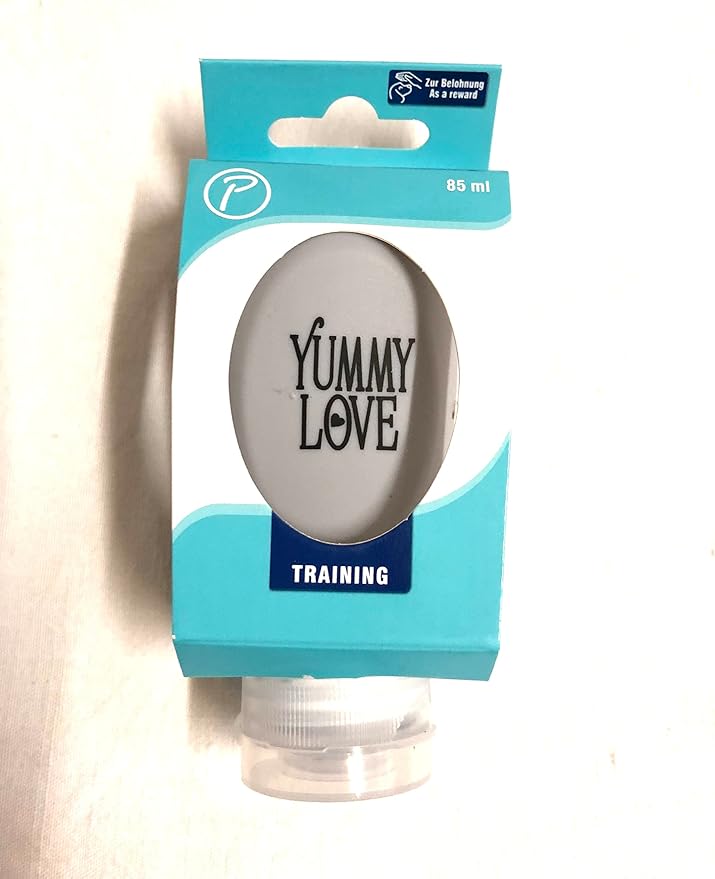 Zur Belohnung
As a reward
P
85 ml
YUMMY
LOVE
TRAINING